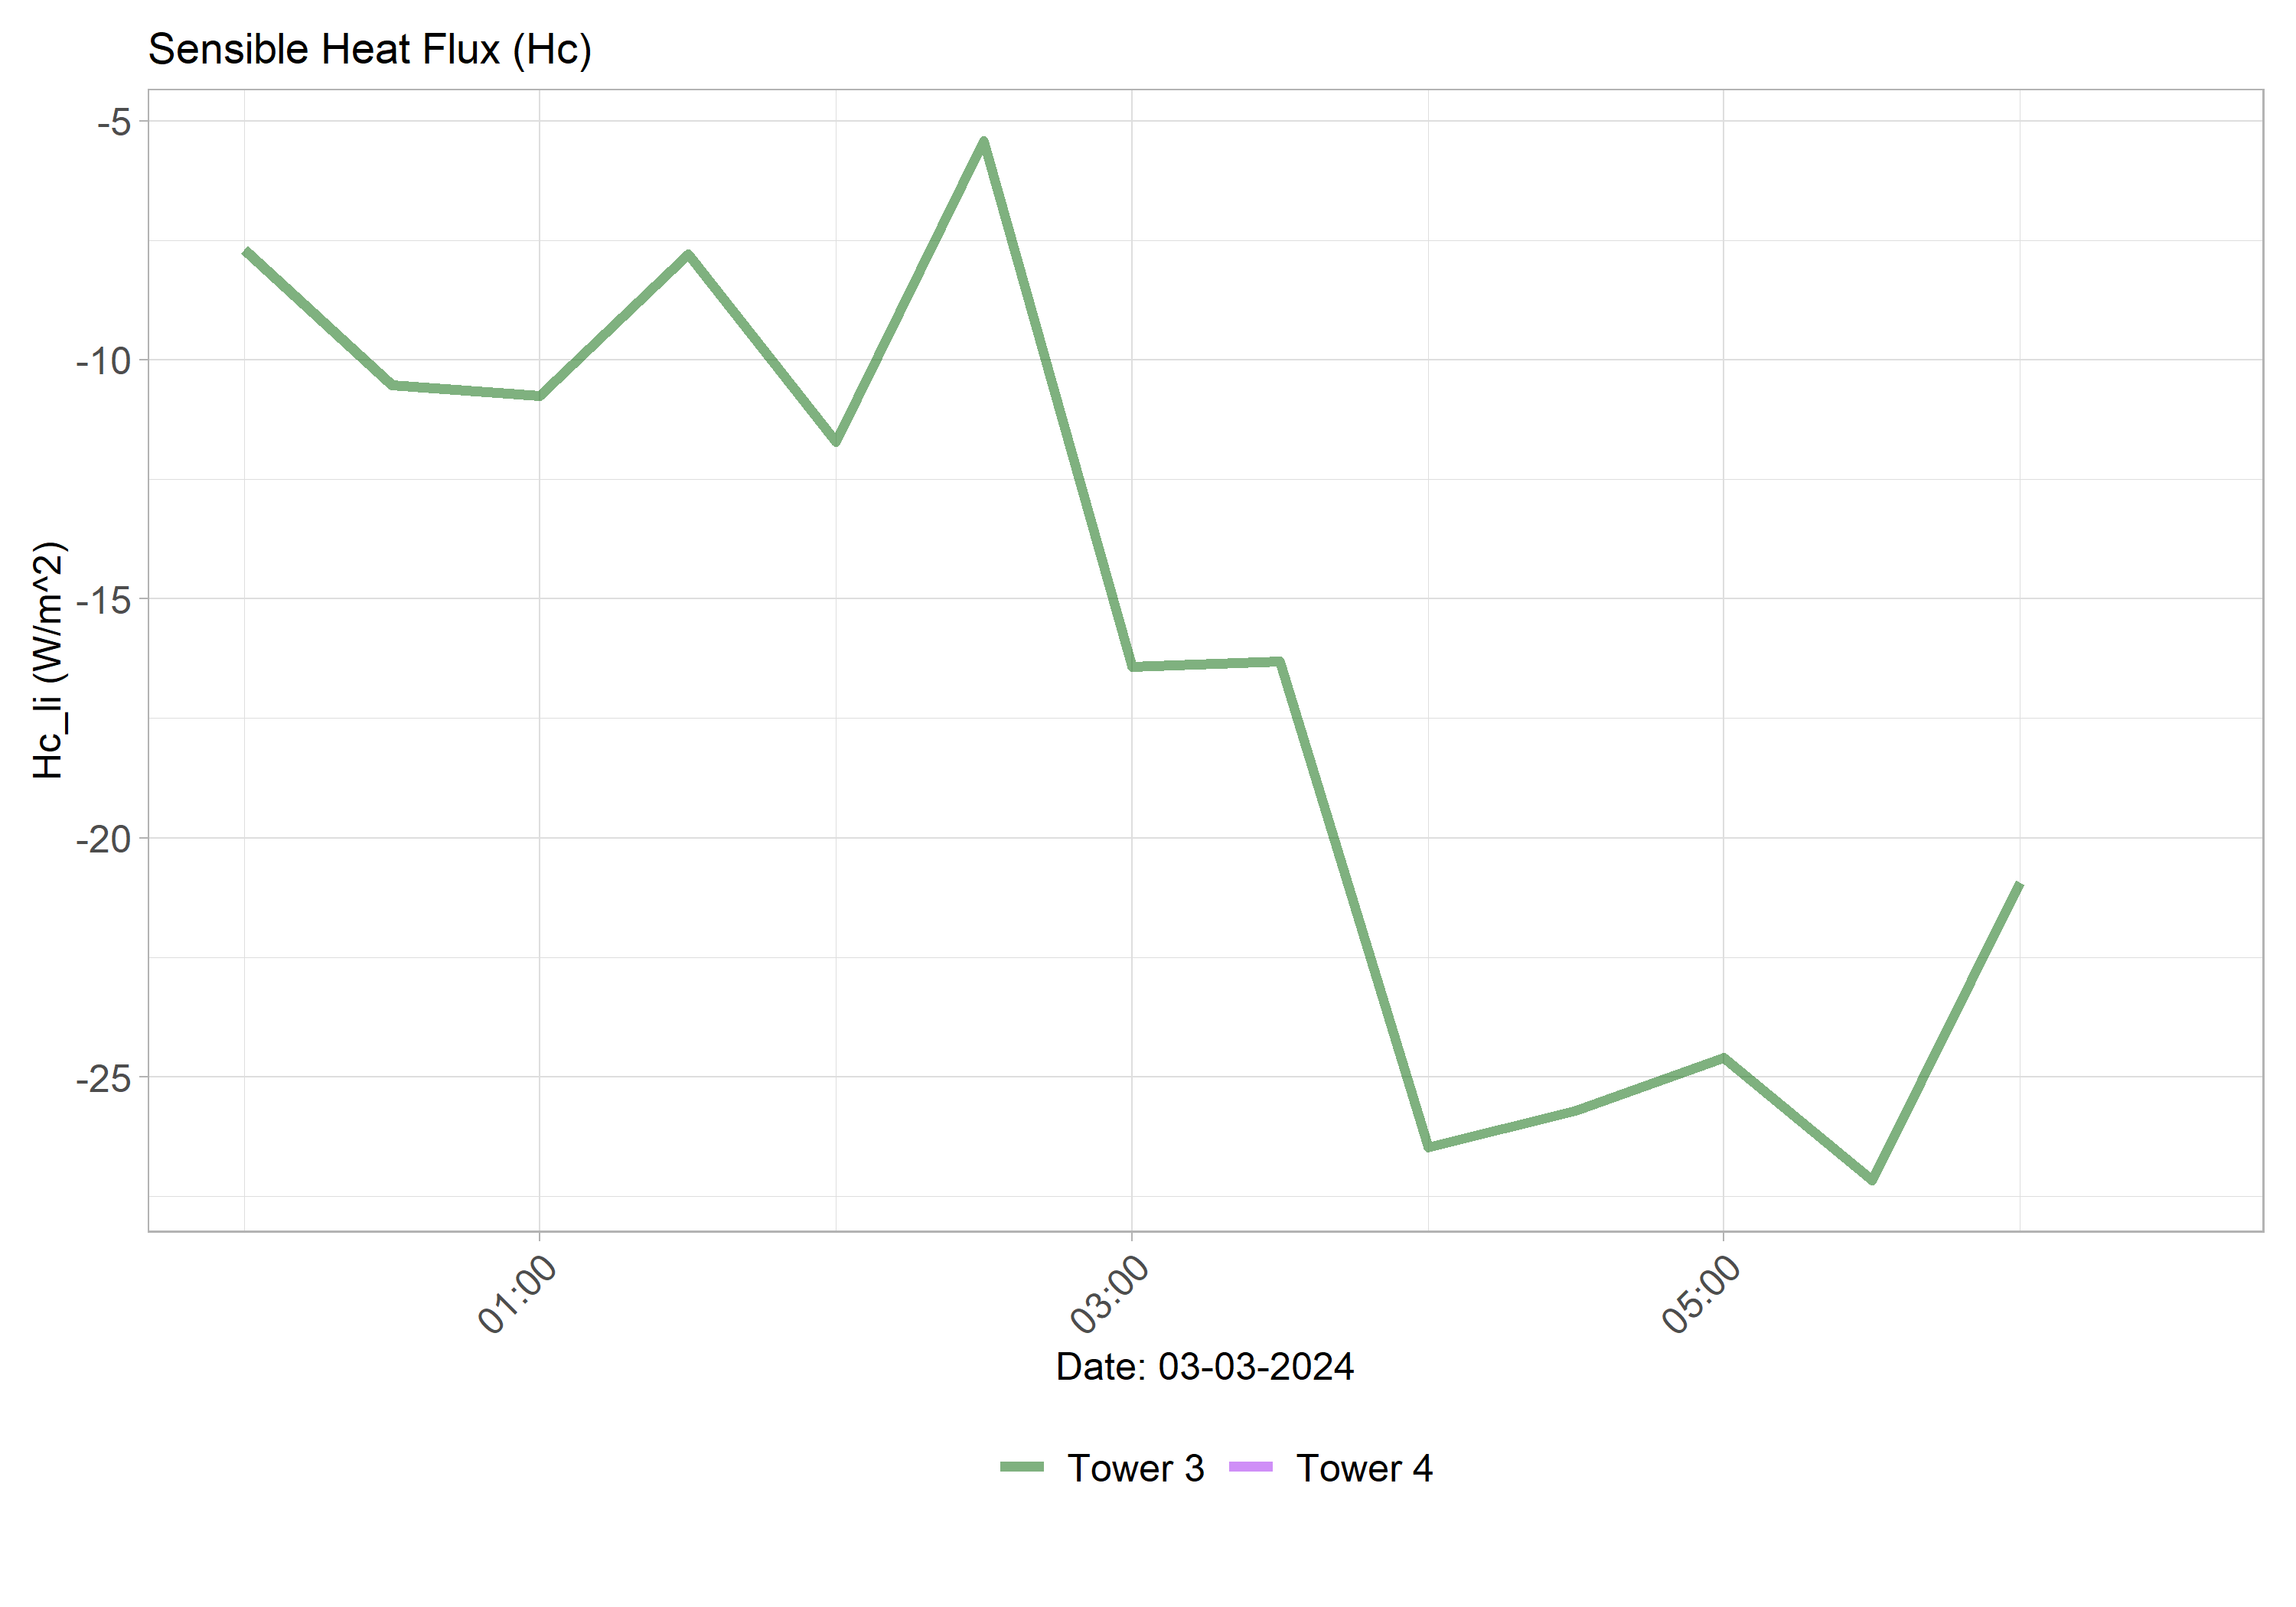 Sensible Heat Flux (Hc)
Hc_li (W/m^2)
-5
-10
-15
-20
-25
01:00
03:00
05:00
Date: 03-03-2024
Tower 3
Tower 4